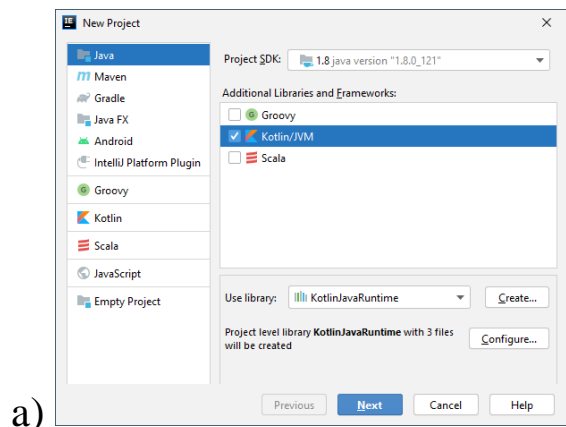 New Project
Java
Maven
Gradle
Java FX
Android
IntelliJ Platform Plugin
Groovy
Kotlin
Scala
JavaScript
Empty Project
Project SDK: 1.8 java version "1.8.0_121"
Additional Libraries and Frameworks:
Groovy
Kotlin/JVM
Scala
Use library: KotlinJavaRuntime Create...
Project level library KotlinJavaRuntime with 3 files
will be created
Configure...
Previous Next Cancel Help
a)